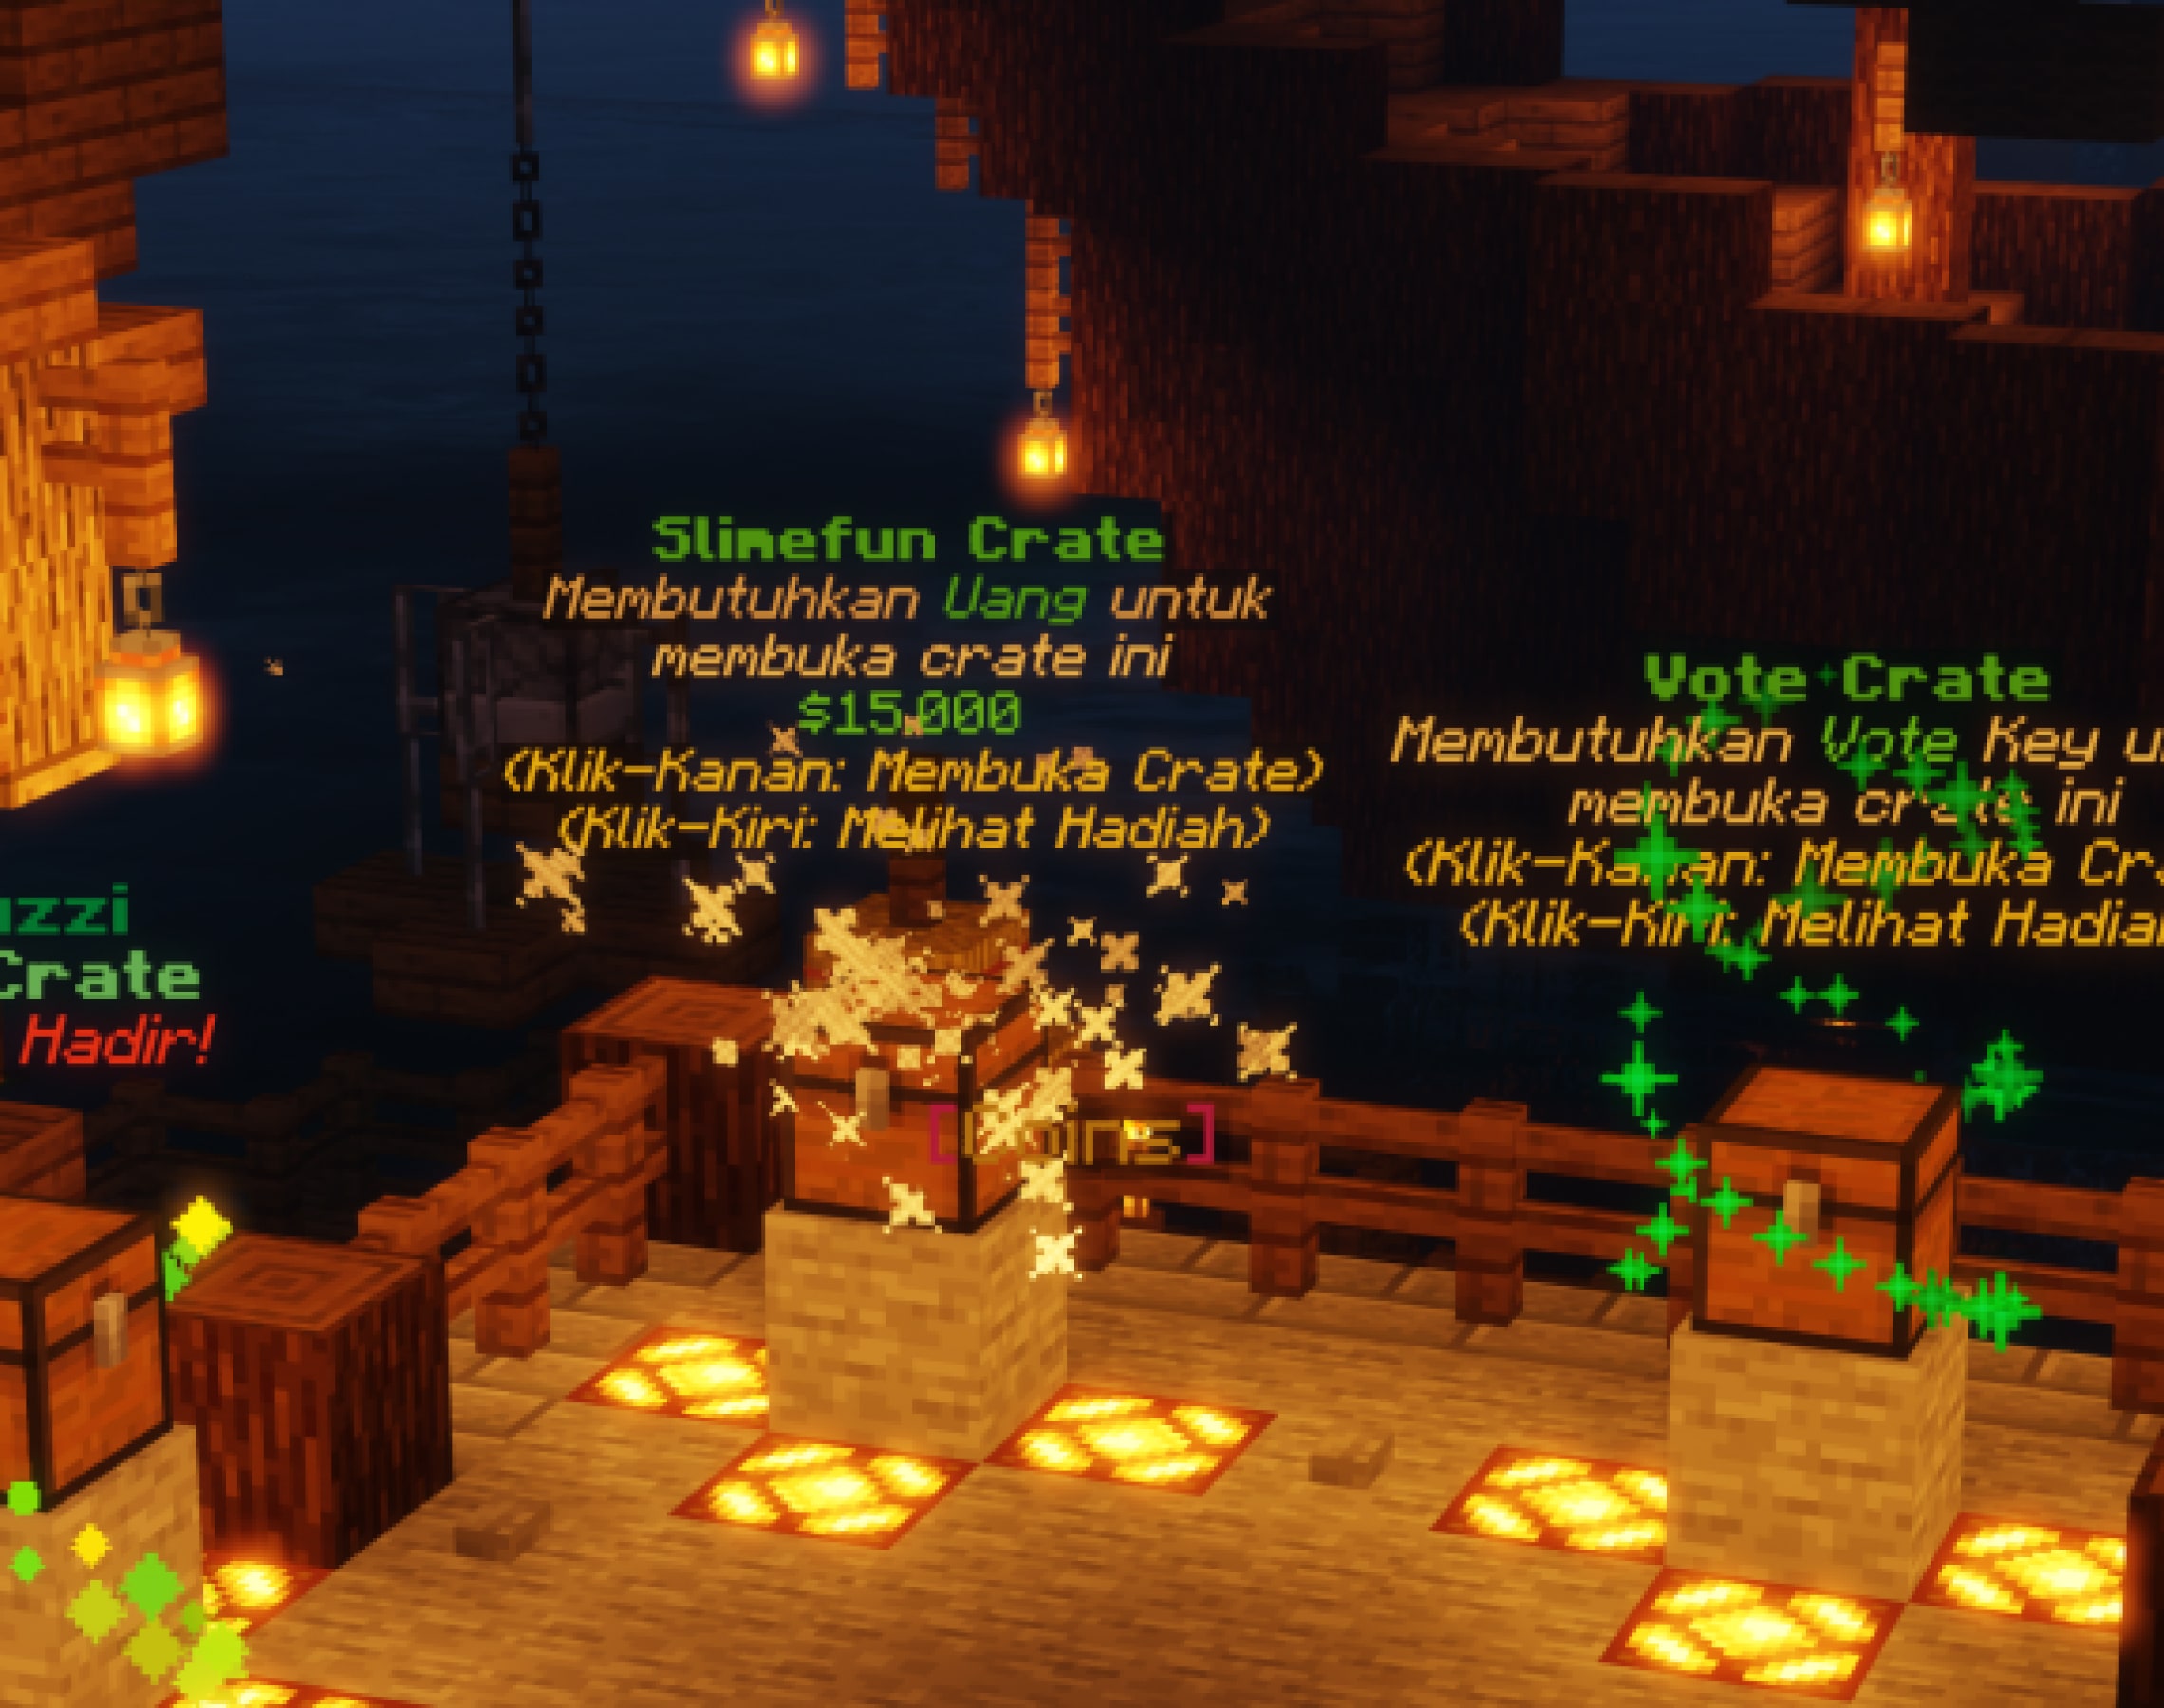 Slimefun Crate
Membutuhkan Uang untuk
membuka crate ini
$15.000
(Klik-Kanan: Membuka Crate)
(Klik-Kiri: Melihat Hadiah)
Vote Crate
Membutuhkan Vote Key
membuka crate ini
(Klik-Kanan: Membuka
(Klik-Kiri: Melihat
Crate
Hadir!
[Coins]